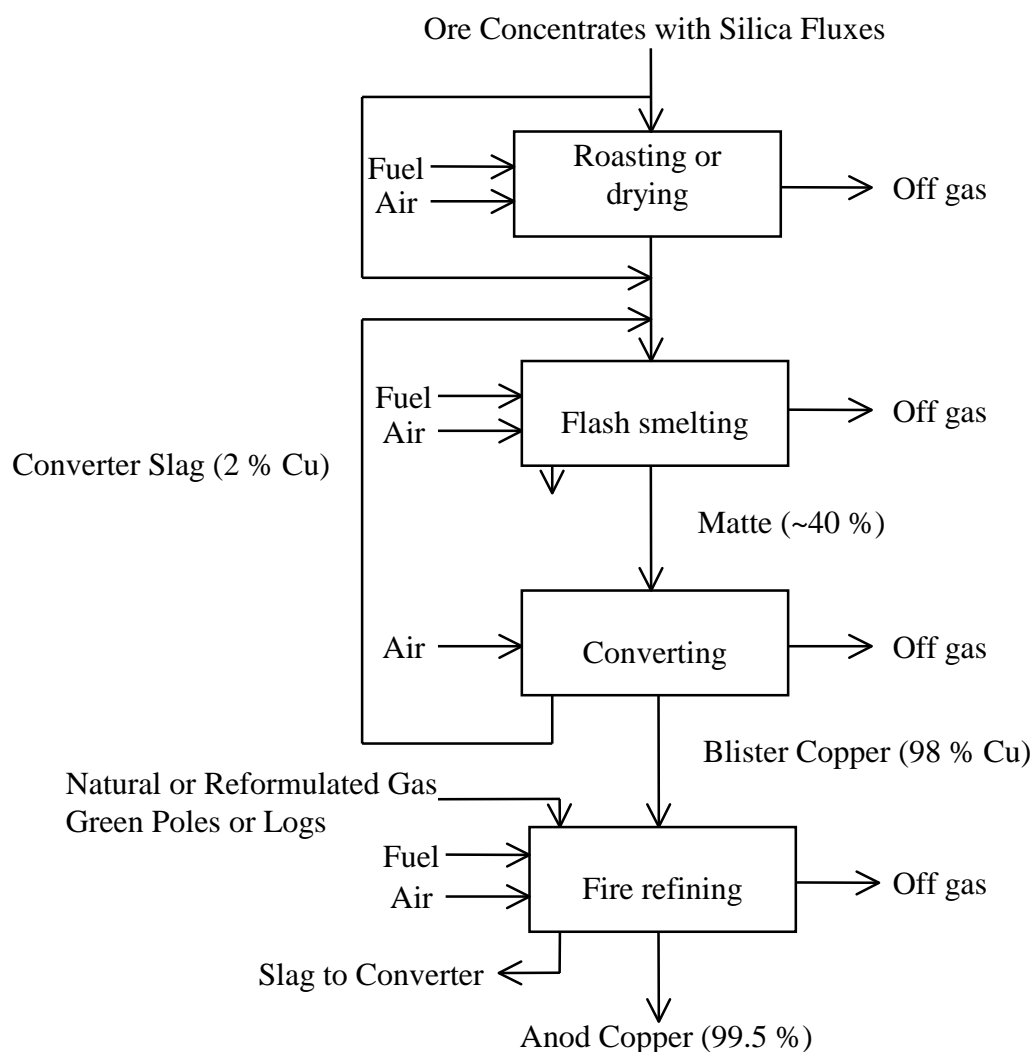 Ore Concentrates with Silica Fluxes
Roasting or
drying
Fuel
Air
Off gas
Fuel
Air
Flash smelting
Off gas
Converter Slag (2 % Cu)
Matte (~40 %)
Air
Converting
Off gas
Blister Copper (98 % Cu)
Natural or Reformulated Gas
Green Poles or Logs
Fuel
Air
Fire refining
Off gas
Slag to Converter
Anod Copper (99.5 %)